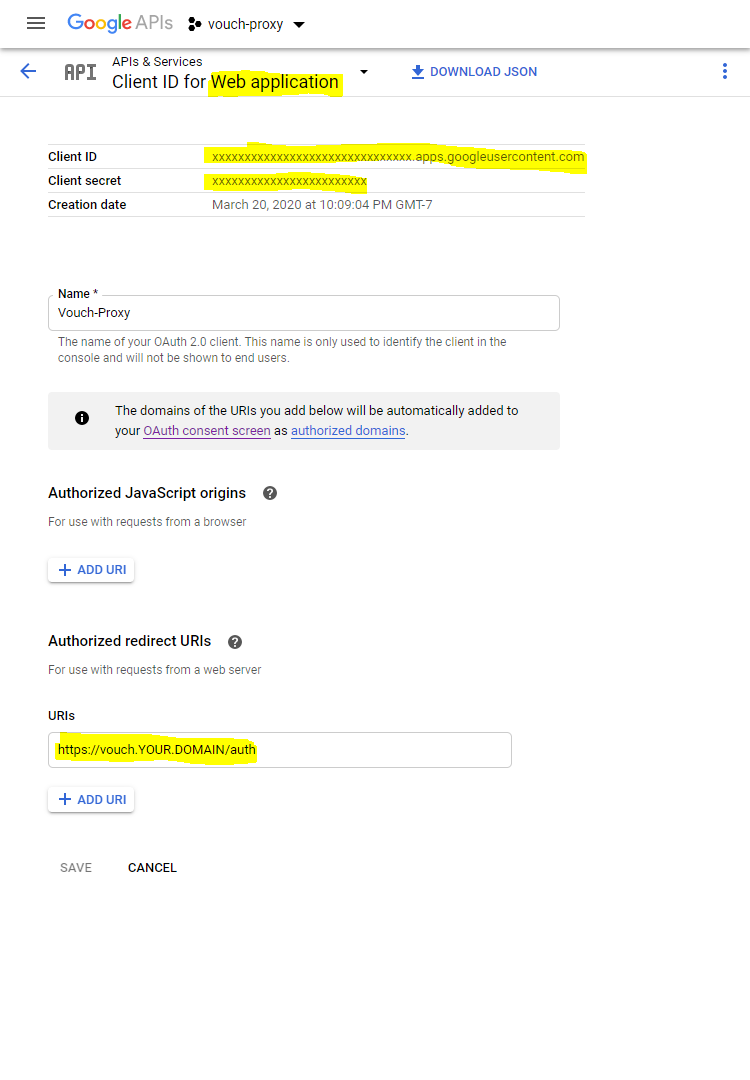 Google APIs vouch-proxy
API
APIs & Services
Client ID for Web application
DOWNLOAD JSON
Client ID xxxxxxxxxxxxxxxxxxxxxxxxxxxxxxx.apps.googleusercontent.com
Client secret xxxxxxxxxxxxxxxxxxxxxxxx
Creation date March 20, 2020 at 10:09:04 PM GMT-7
Name *
Vouch-Proxy
The name of your OAuth 2.0 client. This name is only used to identify the client in the
console and will not be shown to end users.
The domains of the URIs you add below will be automatically added to
your OAuth consent screen as authorized domains.
Authorized JavaScript origins
For use with requests from a browser
ADD URI
Authorized redirect URIs
For use with requests from a web server
URIs
https://vouch.YOUR.DOMAIN/auth
ADD URI
SAVE CANCEL